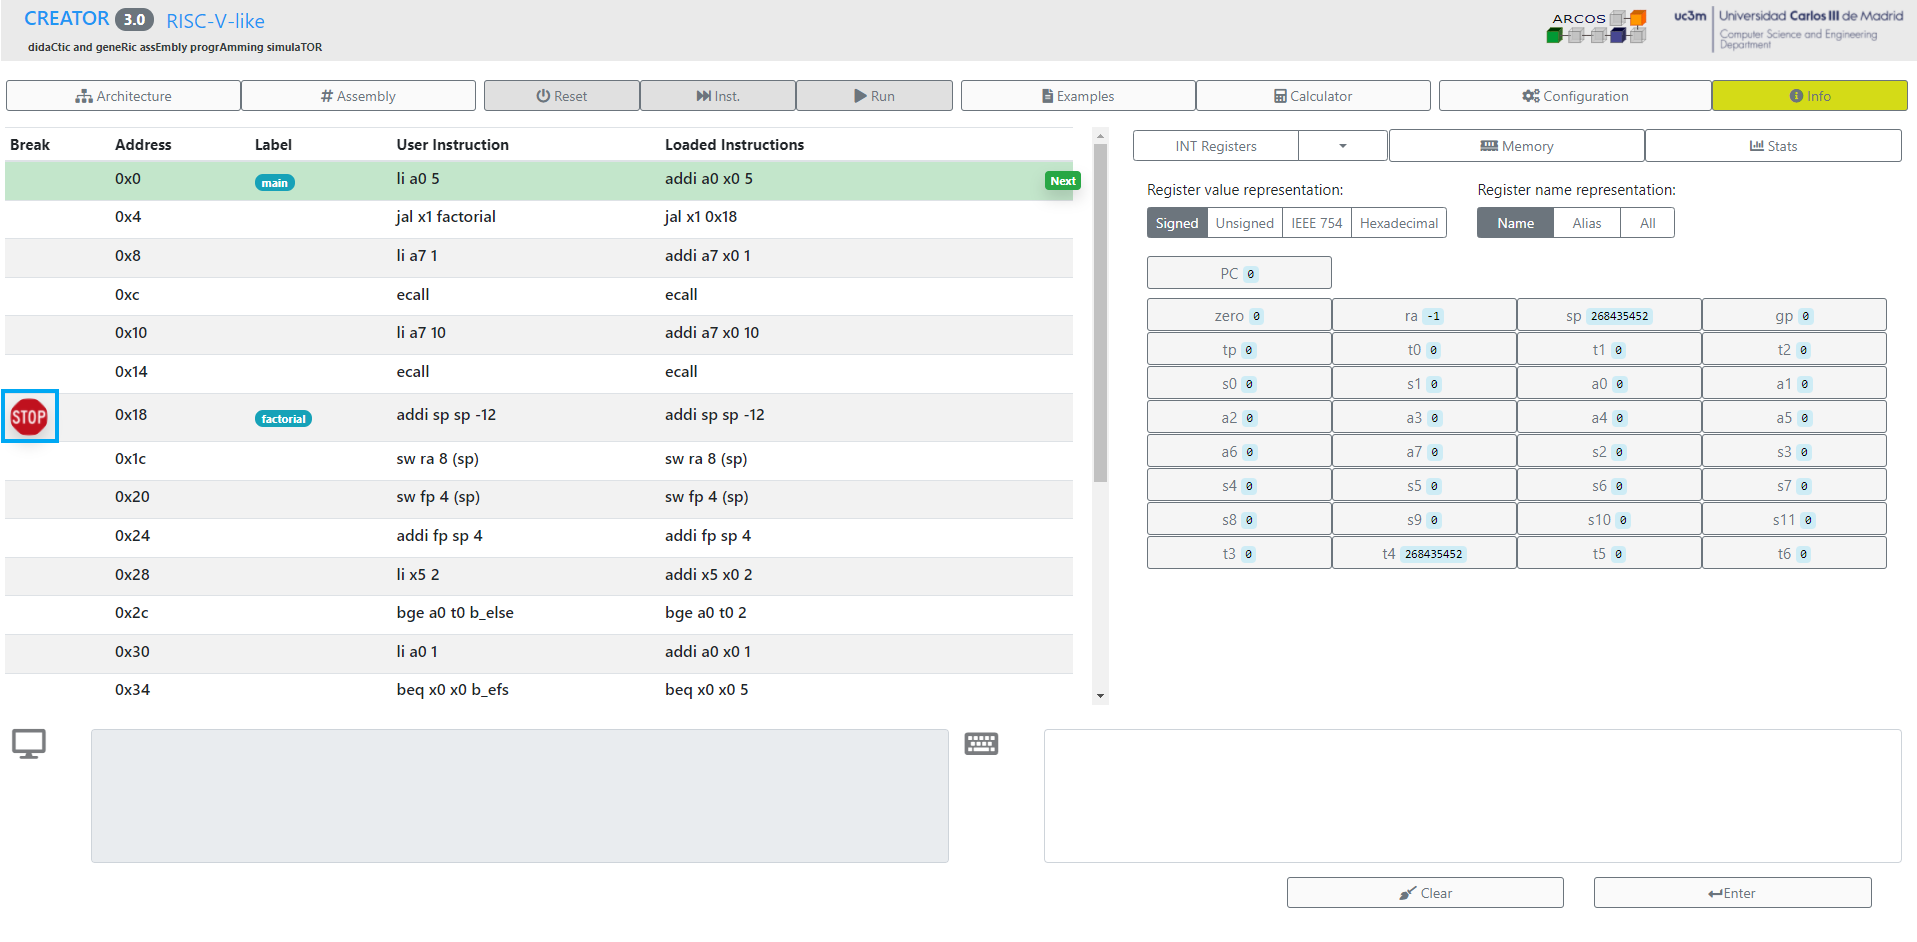 CREATOR 3.0 RISC-V-like
didaCtic and geneRic assEmbly progrAmming simulaTOR
ARCOS
uc3m Universidad Carlos III de Madrid
Computer Science and Engineering
Department
Architecture # Assembly Reset Inst. Run Examples Calculator Configuration Info
Break Address Label User Instruction Loaded Instructions
0x0 main li a0 5 addi a0 x0 5 Next
0x4 jal x1 factorial jal x1 0x18
0x8 li a7 1 addi a7 x0 1
0xc ecall ecall
0x10 li a7 10 addi a7 x0 10
0x14 ecall ecall
STOP 0x18 factorial addi sp sp -12 addi sp sp -12
0x1c sw ra 8 (sp) sw ra 8 (sp)
0x20 sw fp 4 (sp) sw fp 4 (sp)
0x24 addi fp sp 4 addi fp sp 4
0x28 li x5 2 addi x5 x0 2
0x2c bge a0 t0 b_else bge a0 t0 2
0x30 li a0 1 addi a0 x0 1
0x34 beq x0 x0 b_efs beq x0 x0 5
INT Registers Memory Stats
Register value representation: Register name representation:
Signed Unsigned IEEE 754 Hexadecimal Name Alias All
PC 0
zero 0 ra -1 sp 268435452 gp 0
tp 0 t0 0 t1 0 t2 0
s0 0 s1 0 a0 0 a1 0
a2 0 a3 0 a4 0 a5 0
a6 0 a7 0 s2 0 s3 0
s4 0 s5 0 s6 0 s7 0
s8 0 s9 0 s10 0 s11 0
t3 0 t4 268435452 t5 0 t6 0
Clear Enter